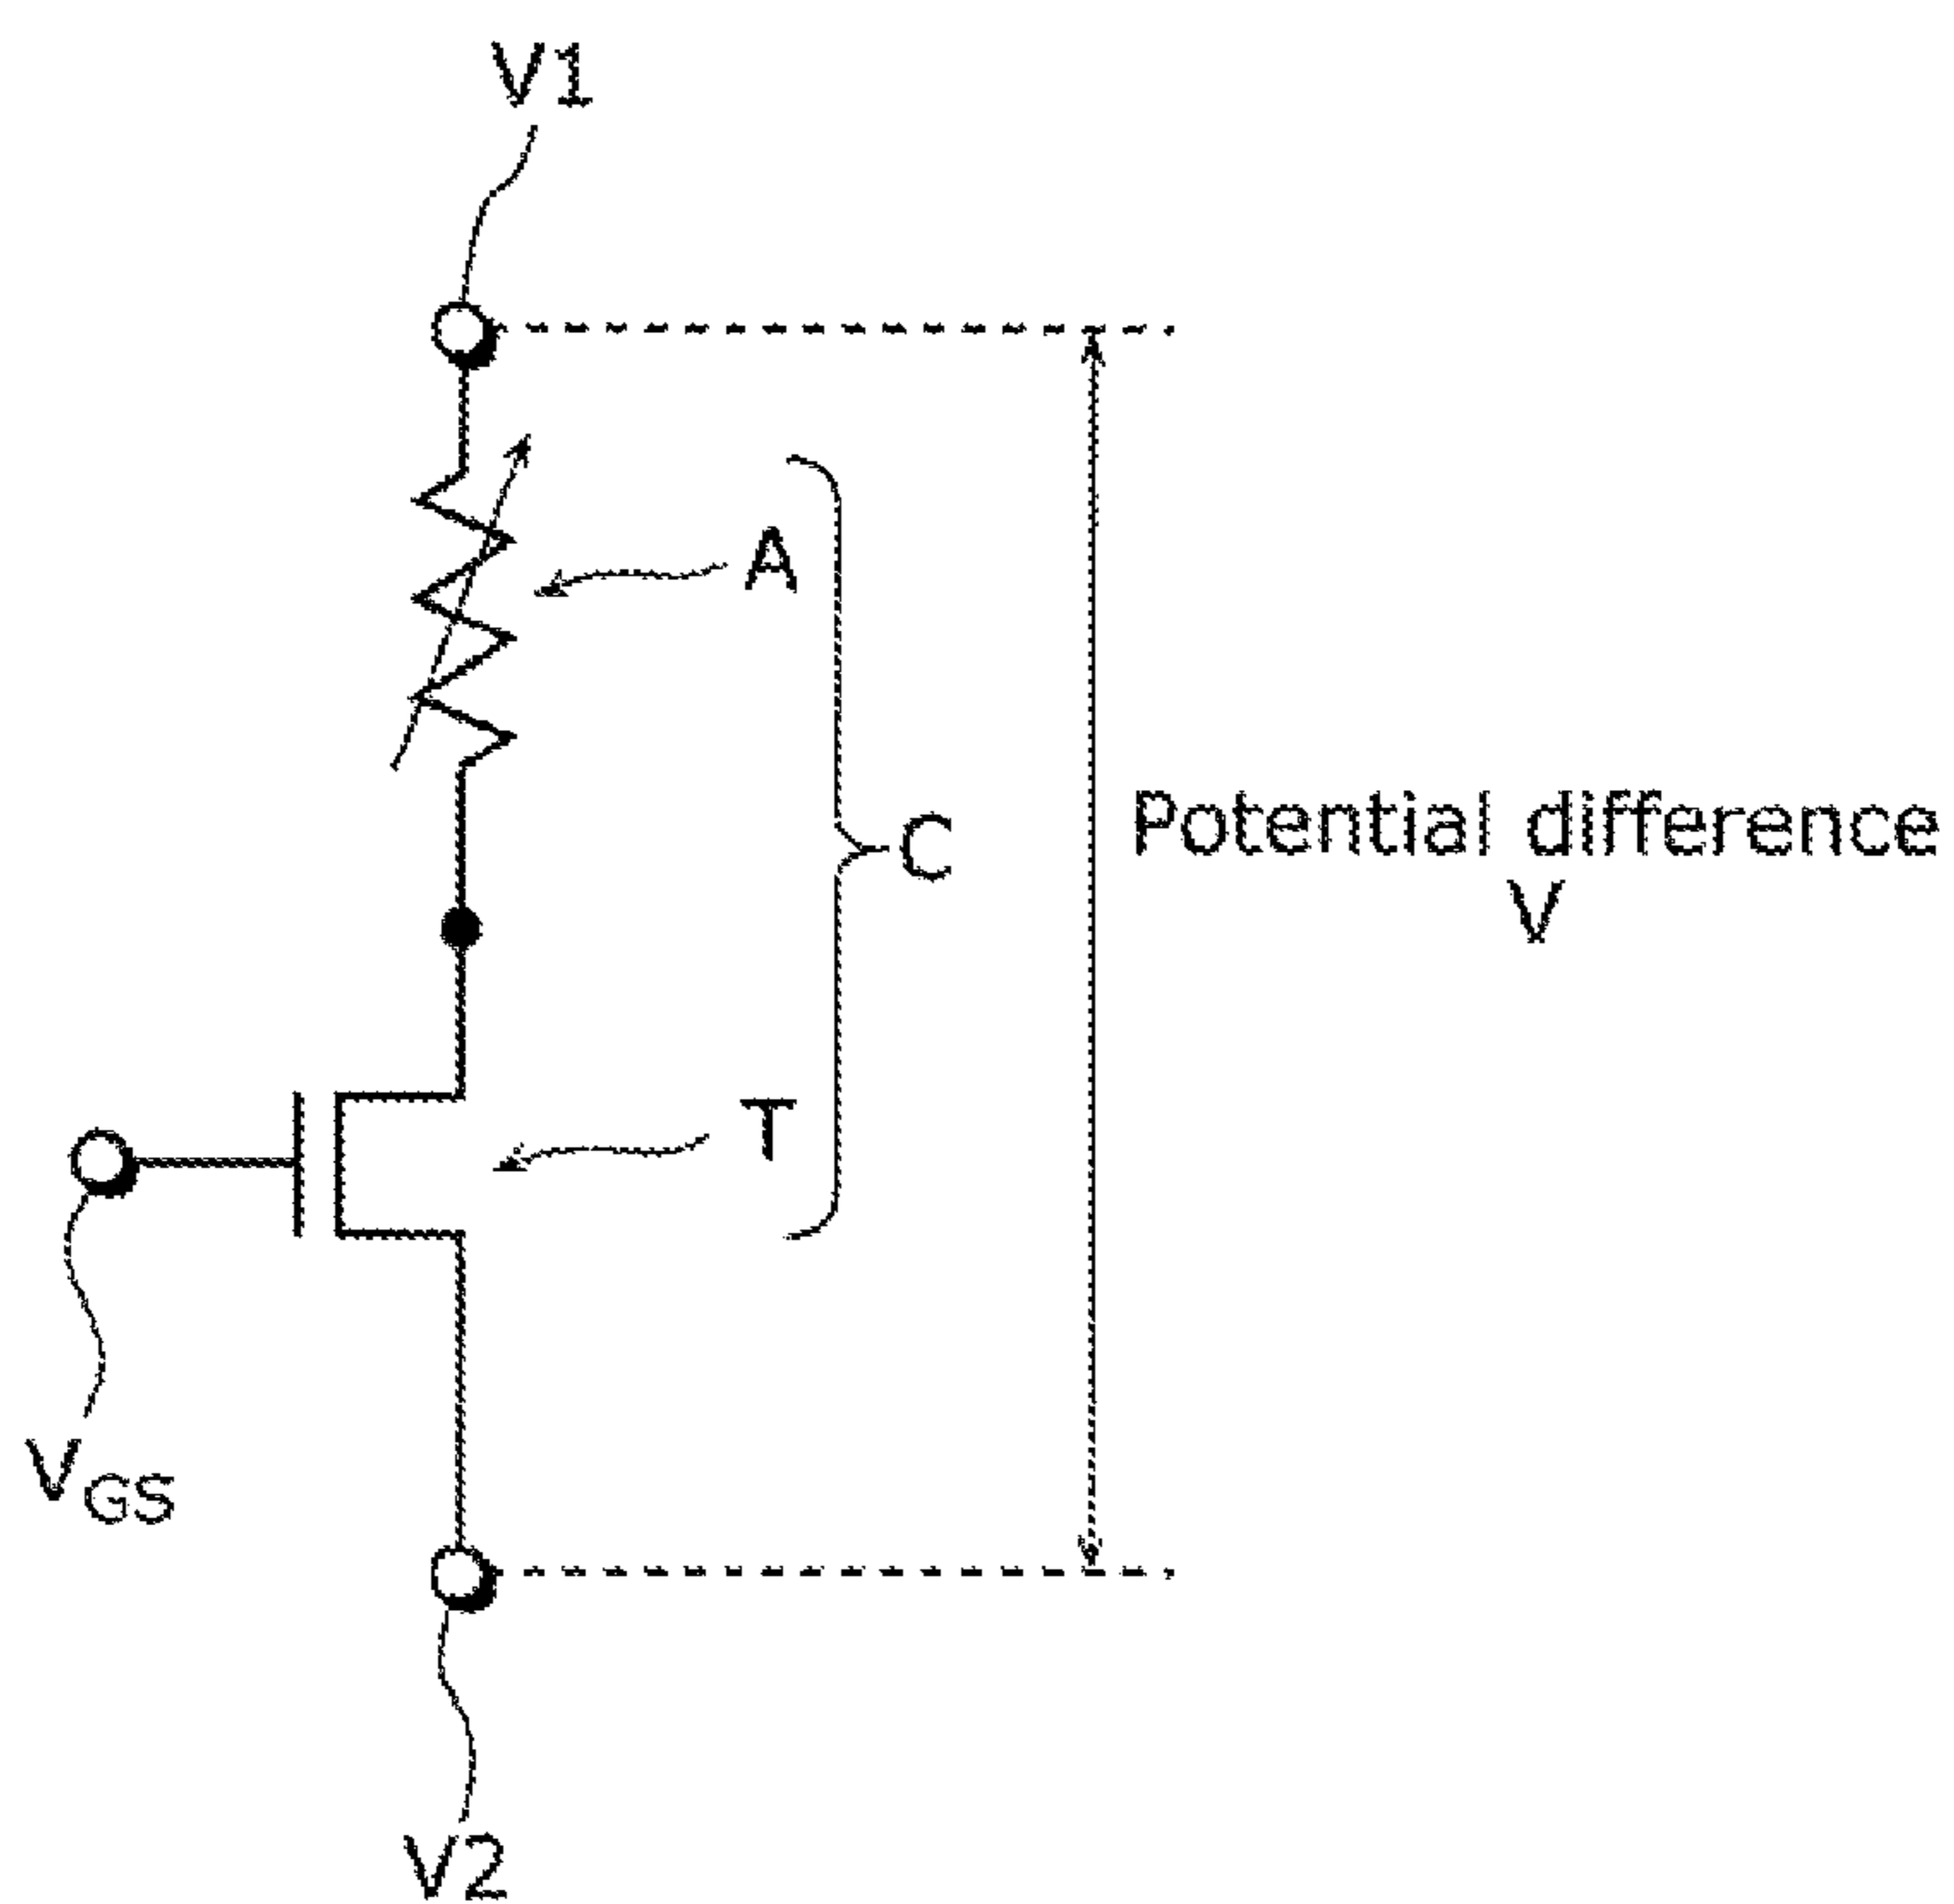 V1
A
C
Potential difference
V
T
VGS
V2